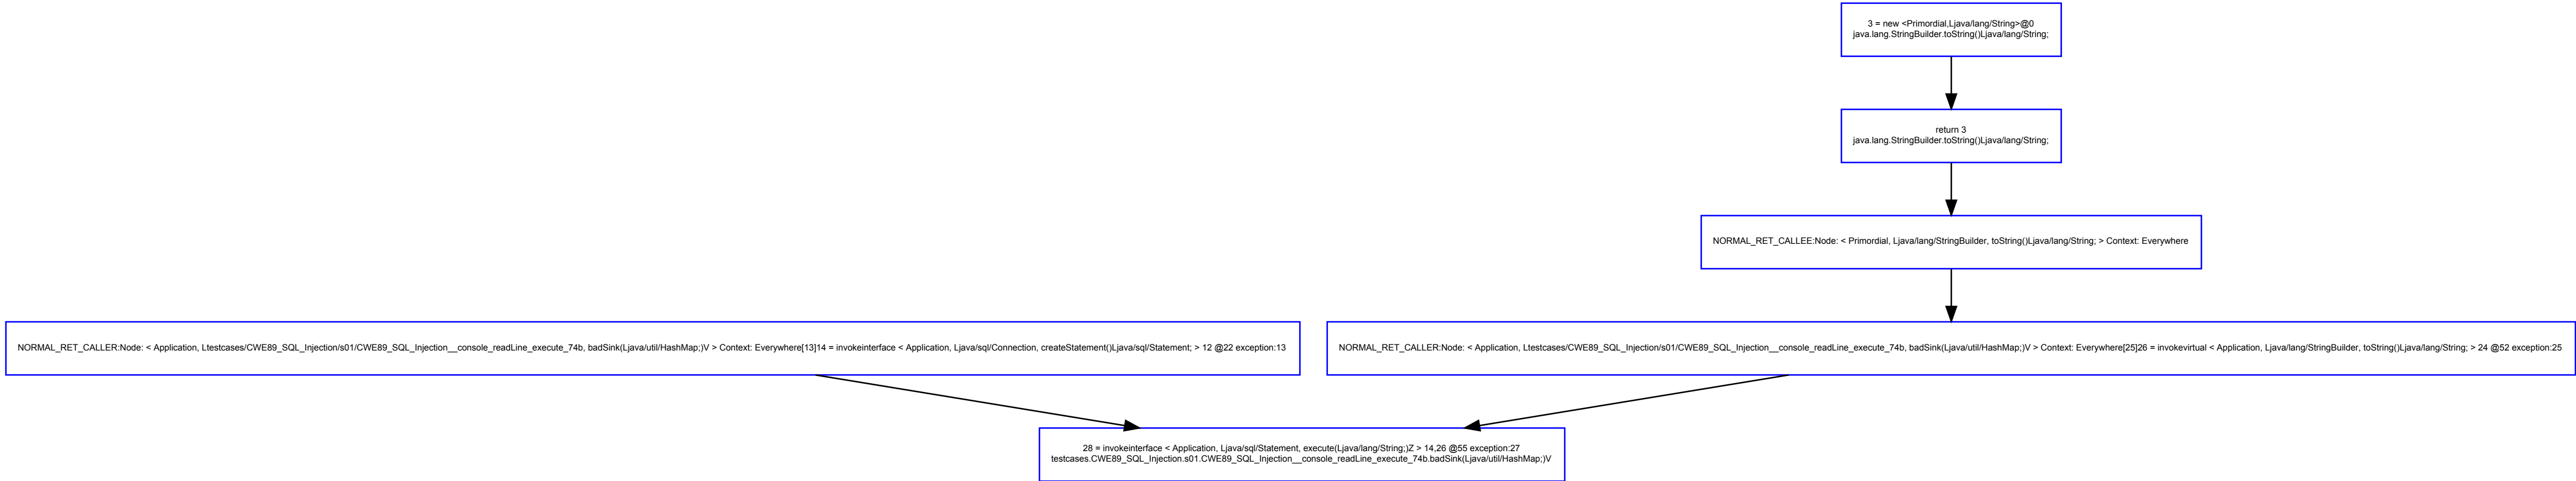 3 = new <Primordial,Ljava/lang/String>@0
java.lang.StringBuilder.toString()Ljava/lang/String;
return 3
java.lang.StringBuilder.toString()Ljava/lang/String;
NORMAL_RET_CALLEE:Node: < Primordial, Ljava/lang/StringBuilder, toString()Ljava/lang/String; > Context: Everywhere
NORMAL_RET_CALLER:Node: < Application, Ltestcases/CWE89_SQL_Injection/s01/CWE89_SQL_Injection__console_readLine_execute_74b, badSink(Ljava/util/HashMap;)V > Context: Everywhere[13]14 = invokeinterface < Application, Ljava/sql/Connection, createStatement()Ljava/sql/Statement; > 12 @22 exception:13
NORMAL_RET_CALLER:Node: < Application, Ltestcases/CWE89_SQL_Injection/s01/CWE89_SQL_Injection__console_readLine_execute_74b, badSink(Ljava/util/HashMap;)V > Context: Everywhere[25]26 = invokevirtual < Application, Ljava/lang/StringBuilder, toString()Ljava/lang/String; > 24 @52 exception:25
28 = invokeinterface < Application, Ljava/sql/Statement, execute(Ljava/lang/String;)Z > 14,26 @55 exception:27
testcases.CWE89_SQL_Injection.s01.CWE89_SQL_Injection__console_readLine_execute_74b.badSink(Ljava/util/HashMap;)V